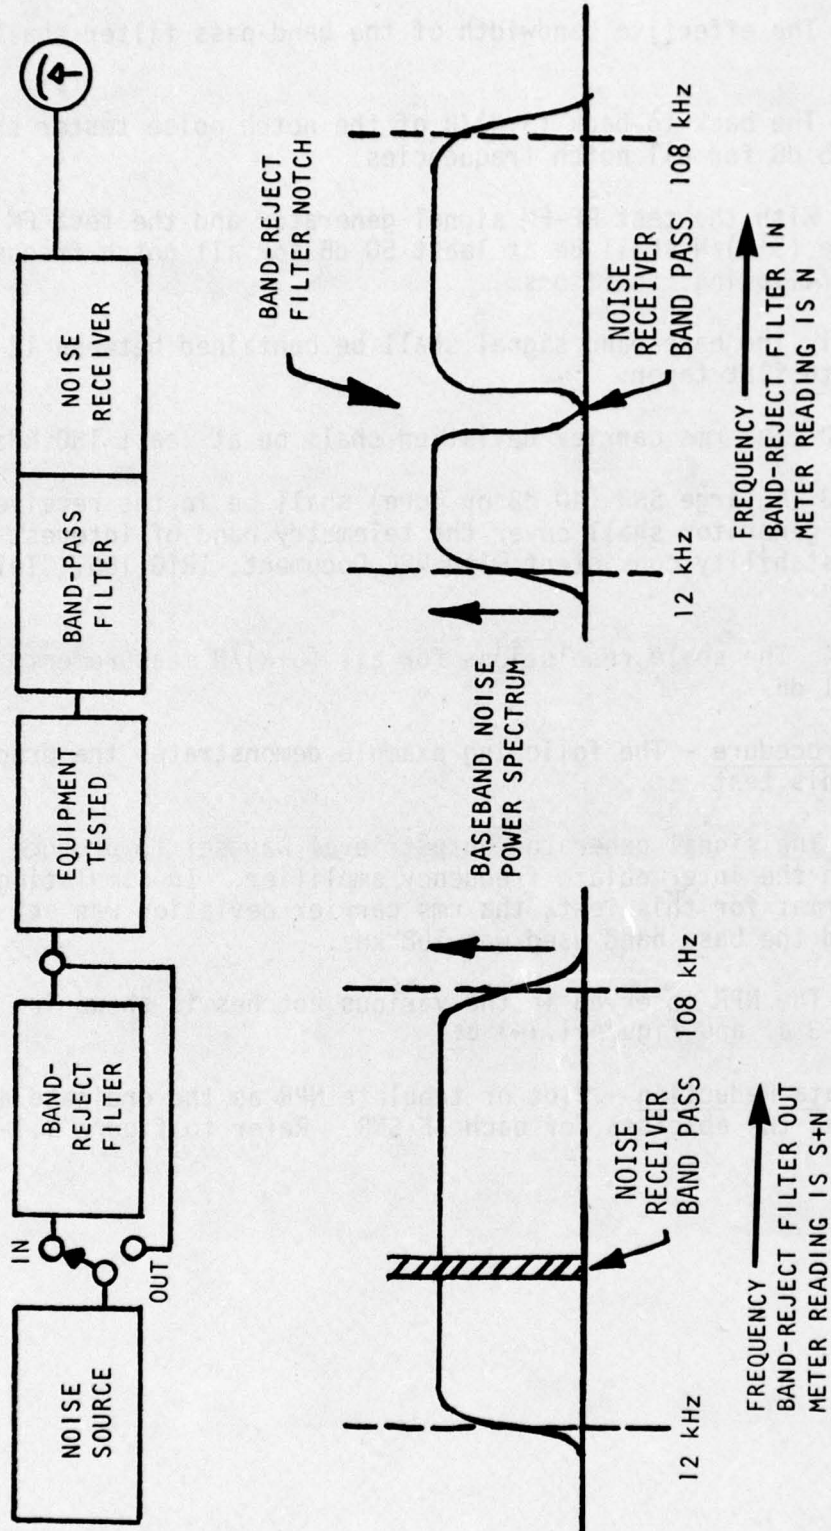 NOISE
SOURCE
IN
OUT
BAND-
REJECT
FILTER
EQUIPMENT
TESTED
BAND-PASS
FILTER
NOISE
RECEIVER
BASEBAND NOISE
POWER SPECTRUM
12 kHz
NOISE
RECEIVER
BAND PASS
108 kHz
FREQUENCY
BAND-REJECT FILTER OUT
METER READING IS S+N
BAND-REJECT
FILTER NOTCH
12 kHz
NOISE
RECEIVER
BAND PASS
108 kHz
FREQUENCY
BAND-REJECT FILTER IN
METER READING IS N